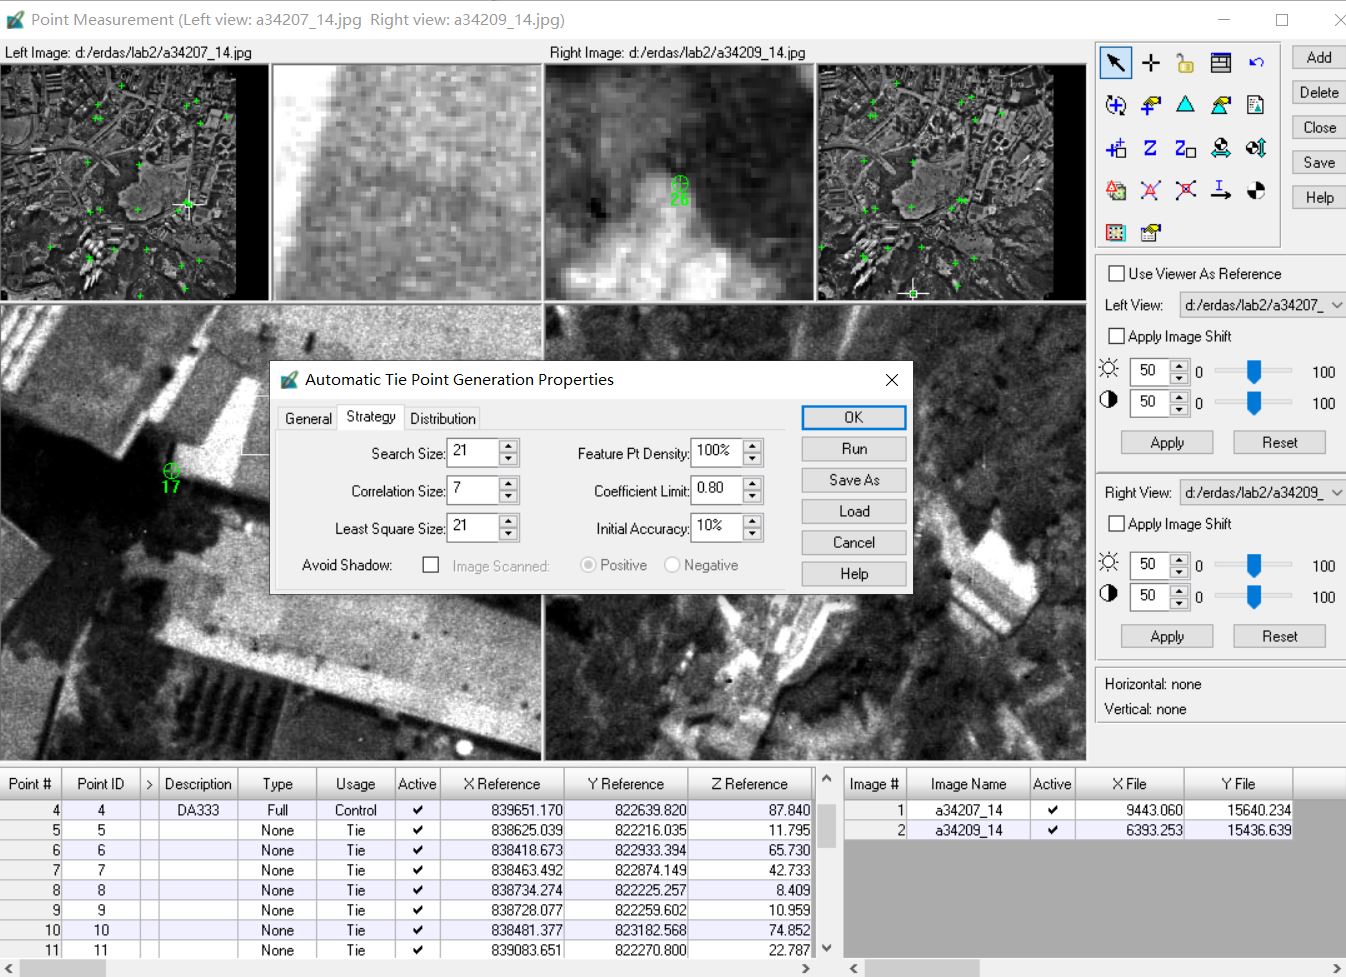 Point Measurement (Left view: a34207_14.jpg  Right view: a34209_14.jpg)
Left Image: d:/erdas/lab2/a34207_14.jpg
Right Image: d:/erdas/lab2/a34209_14.jpg
Add
Delete
Close
Save
Help
26
17
Use Viewer As Reference
Left View: d:/erdas/lab2/a34207_
Apply Image Shift
50 0 100
50 0 100
Apply Reset
Right View: d:/erdas/lab2/a34209_
Apply Image Shift
50 0 100
50 0 100
Apply Reset
Horizontal: none
Vertical: none
Automatic Tie Point Generation Properties
General Strategy Distribution
Search Size: 21 Feature Pt Density: 100%
Correlation Size: 7 Coefficient Limit: 0.80
Least Square Size: 21 Initial Accuracy: 10%
Avoid Shadow: Image Scanned: Positive Negative
OK
Run
Save As
Load
Cancel
Help
Point # Point ID > Description Type Usage Active X Reference Y Reference Z Reference
4 4 DA333 Full Control ✔ 839651.170 822639.820 87.840
5 5 None Tie ✔ 838625.039 822216.035 11.795
6 6 None Tie ✔ 838418.673 822933.394 65.730
7 7 None Tie ✔ 838463.492 822874.149 42.733
8 8 None Tie ✔ 838734.274 822225.257 8.409
9 9 None Tie ✔ 838728.077 822259.602 10.959
10 10 None Tie ✔ 838481.377 823182.568 74.852
11 11 None Tie ✔ 839083.651 822270.800 22.787
Image # Image Name Active X File Y File
1 a34207_14 ✔ 9443.060 15640.234
2 a34209_14 ✔ 6393.253 15436.639